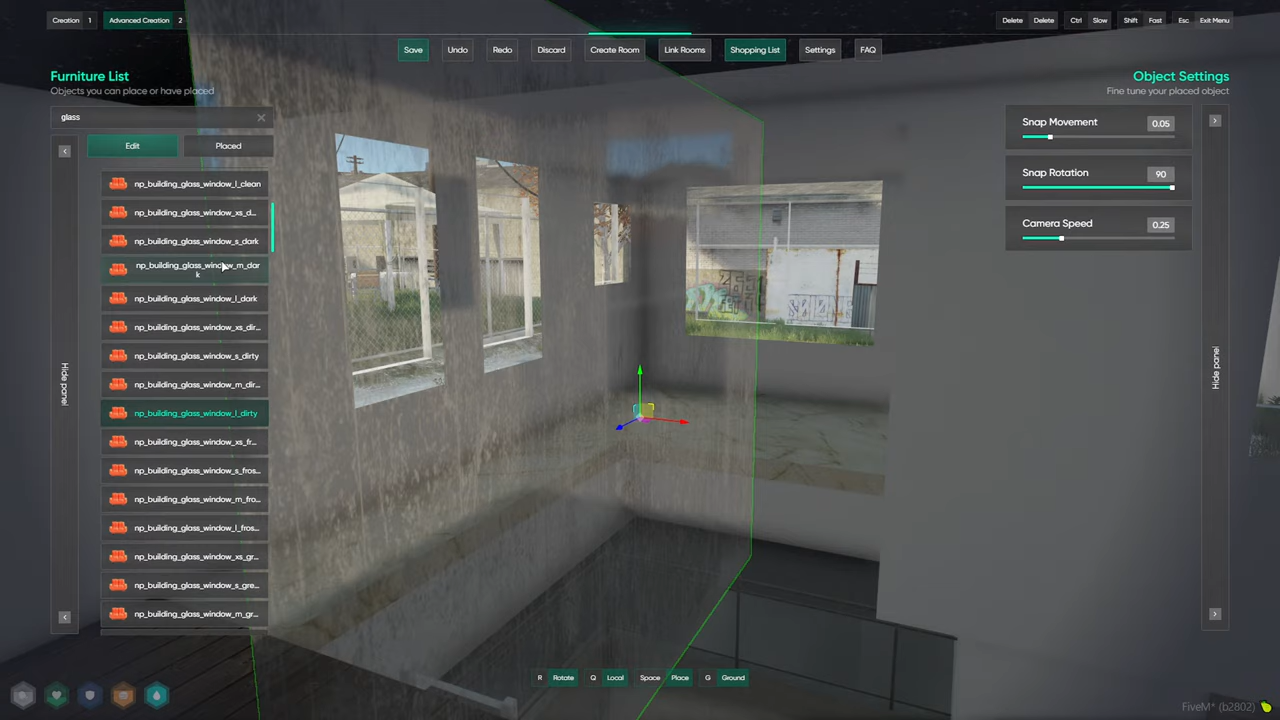 Creation 1 Advanced Creation 2
Delete Delete Ctrl Slow Shift Fast Esc Exit Menu
Save Undo Redo Discard Create Room Link Rooms Shopping List Settings FAQ
Furniture List
Objects you can place or have placed
glass
Edit Placed
np_building_glass_window_l_clean
np_building_glass_window_xs_d...
np_building_glass_window_s_dark
np_building_glass_window_m_dar
k
np_building_glass_window_l_dark
np_building_glass_window_xs_dir...
np_building_glass_window_s_dirty
np_building_glass_window_m_dir...
np_building_glass_window_l_dirty
np_building_glass_window_xs_fr...
np_building_glass_window_s_fros...
np_building_glass_window_m_fro...
np_building_glass_window_l_fros...
np_building_glass_window_xs_gr...
np_building_glass_window_s_gre...
np_building_glass_window_m_gr...
Hide panel
Object Settings
Fine tune your placed object
Snap Movement 0.05
Snap Rotation 90
Camera Speed 0.25
Hide panel
R Rotate Q Local Space Place G Ground
FiveM* (b2802)